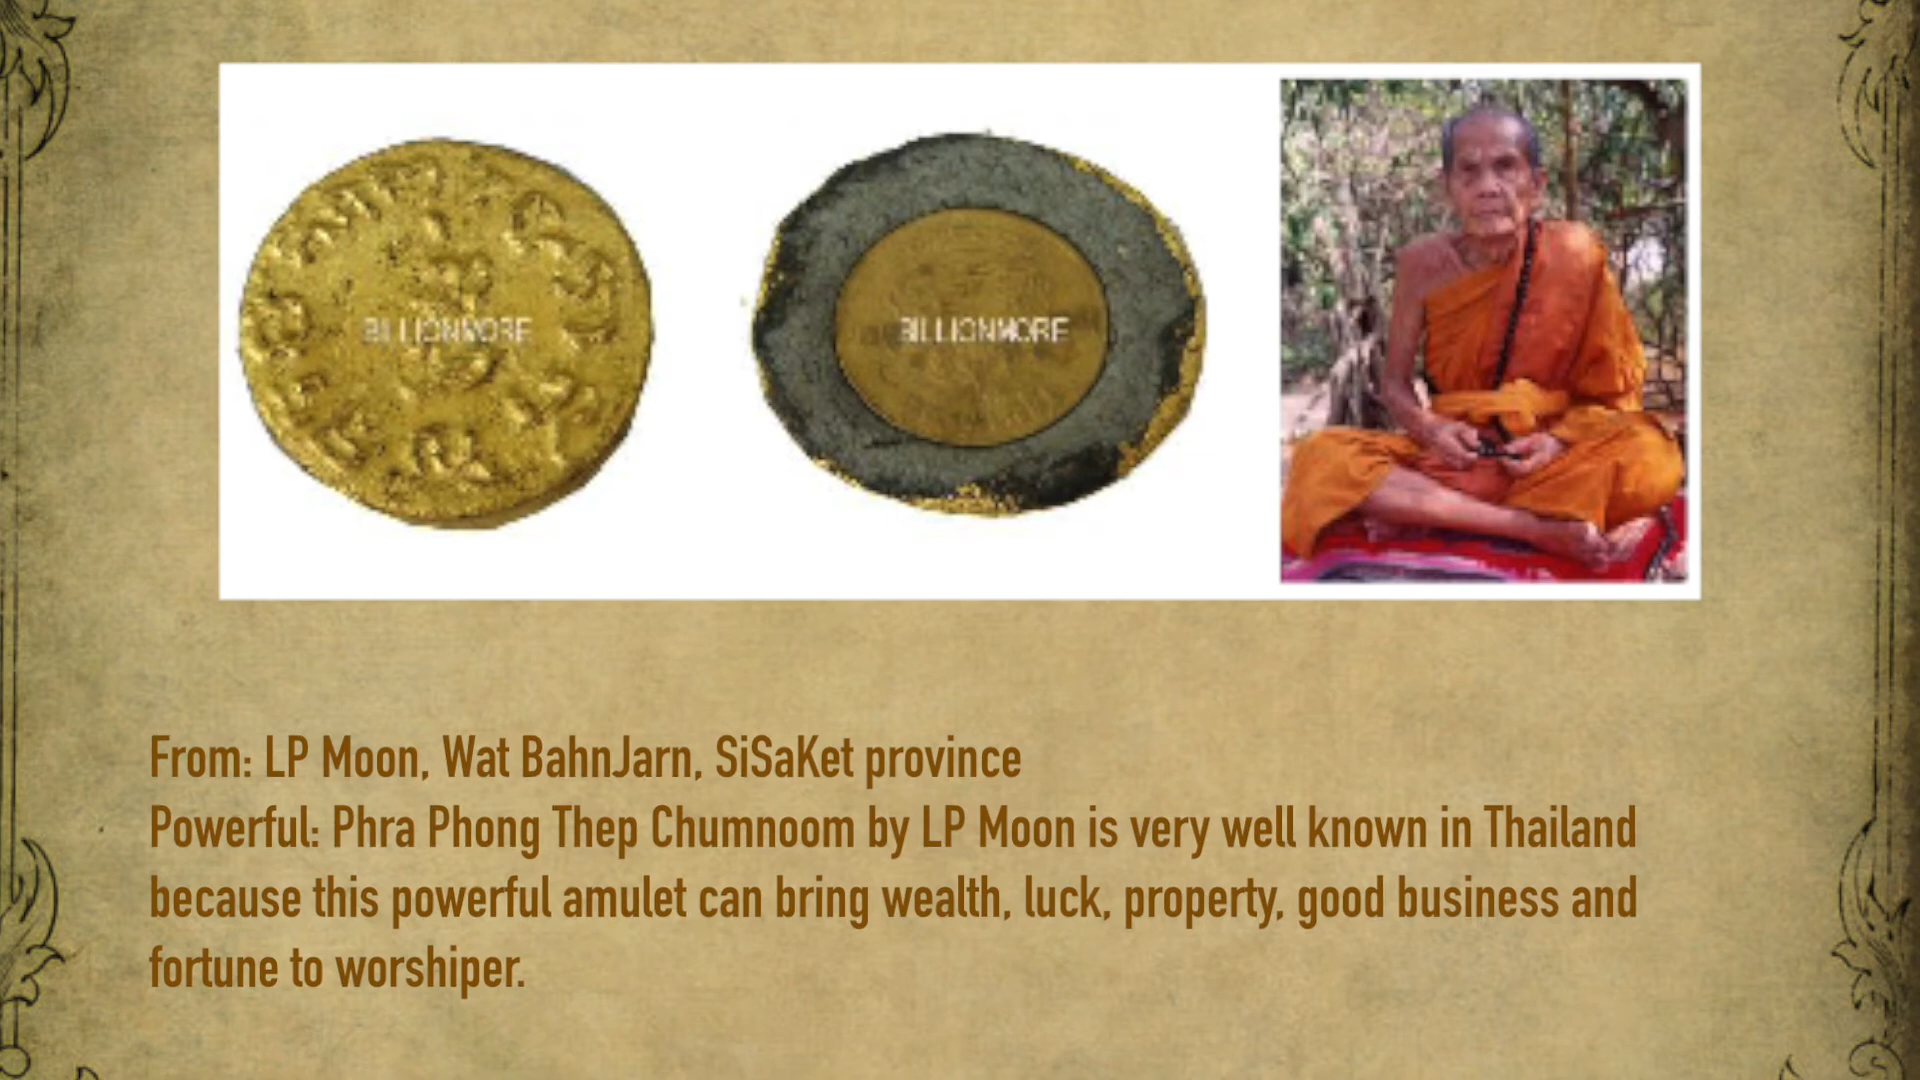 BILLIONMORE
BILLIONMORE
From: LP Moon, Wat BahnJarn, SiSaKet province
Powerful: Phra Phong Thep Chumnoom by LP Moon is very well known in Thailand
because this powerful amulet can bring wealth, luck, property, good business and
fortune to worshiper.